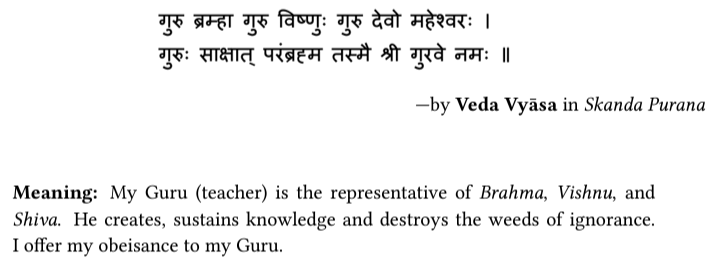 गुरु ब्रम्हा गुरु विष्णुः गुरु देवो महेश्वरः ।
गुरुः साक्षात् परंब्रह्म तस्मै श्री गुरवे नमः ॥
—by Veda Vyāsa in Skanda Purana
Meaning: My Guru (teacher) is the representative of Brahma, Vishnu, and
Shiva. He creates, sustains knowledge and destroys the weeds of ignorance.
I offer my obeisance to my Guru.